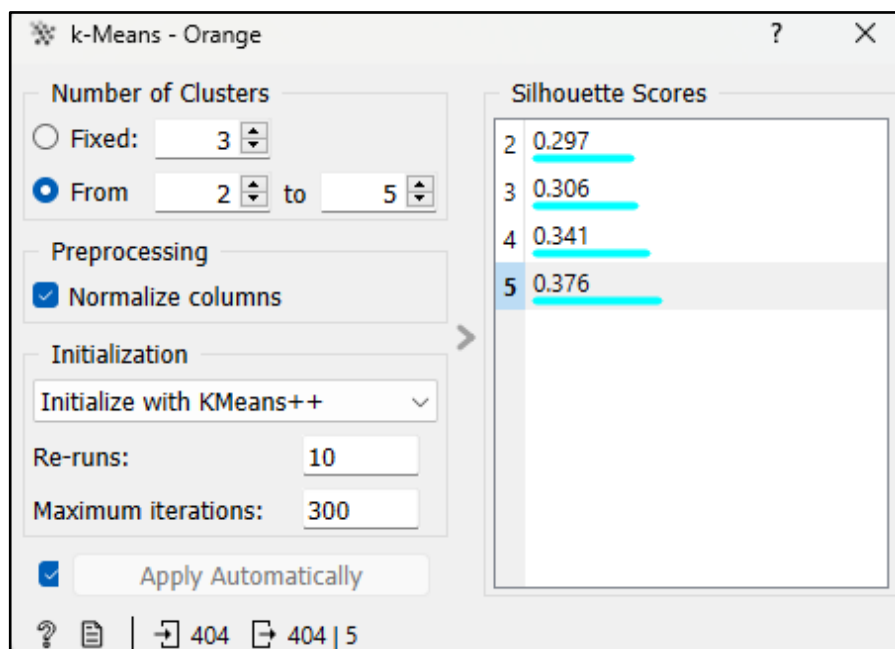 k-Means - Orange ? ×
Number of Clusters
Fixed: 3
From 2 to 5
Preprocessing
Normalize columns
Initialization
Initialize with KMeans++
Re-runs: 10
Maximum iterations: 300
Apply Automatically
? 404 404 | 5
Silhouette Scores
2 0.297
3 0.306
4 0.341
5 0.376